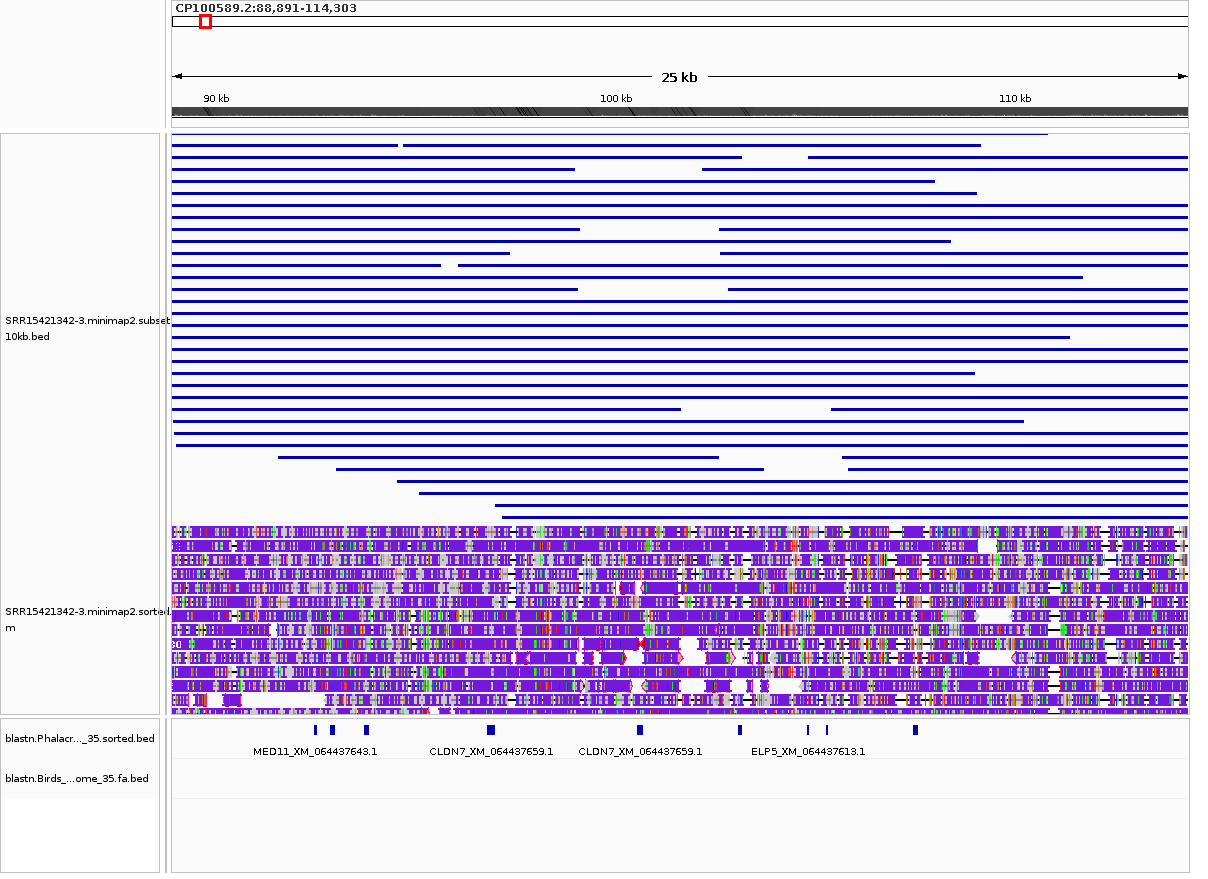 CP100589.2:88,891-114,303
25 kb
90 kb 100 kb 110 kb
SRR15421342-3.minimap2.subset
10kb.bed
SRR15421342-3.minimap2.sorted.
m
blastn.Phalacr..._35.sorted.bed
MED11_XM_064437643.1 CLDN7_XM_064437659.1 CLDN7_XM_064437659.1 ELP5_XM_064437613.1
blastn.Birds_...ome_35.fa.bed